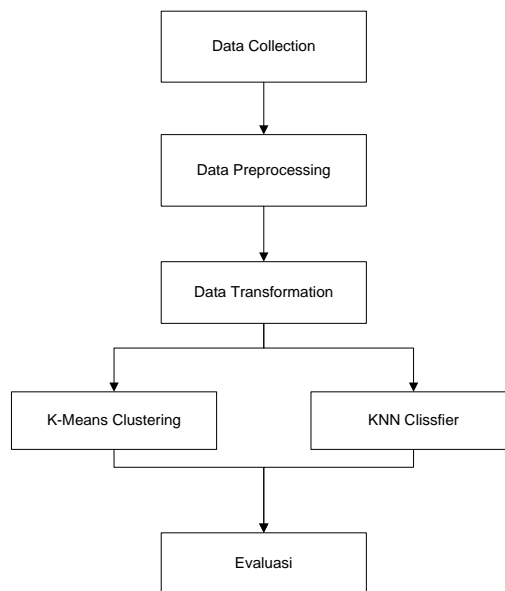 Data Collection
Data Preprocessing
Data Transformation
K-Means Clustering
KNN Clissfier
Evaluasi